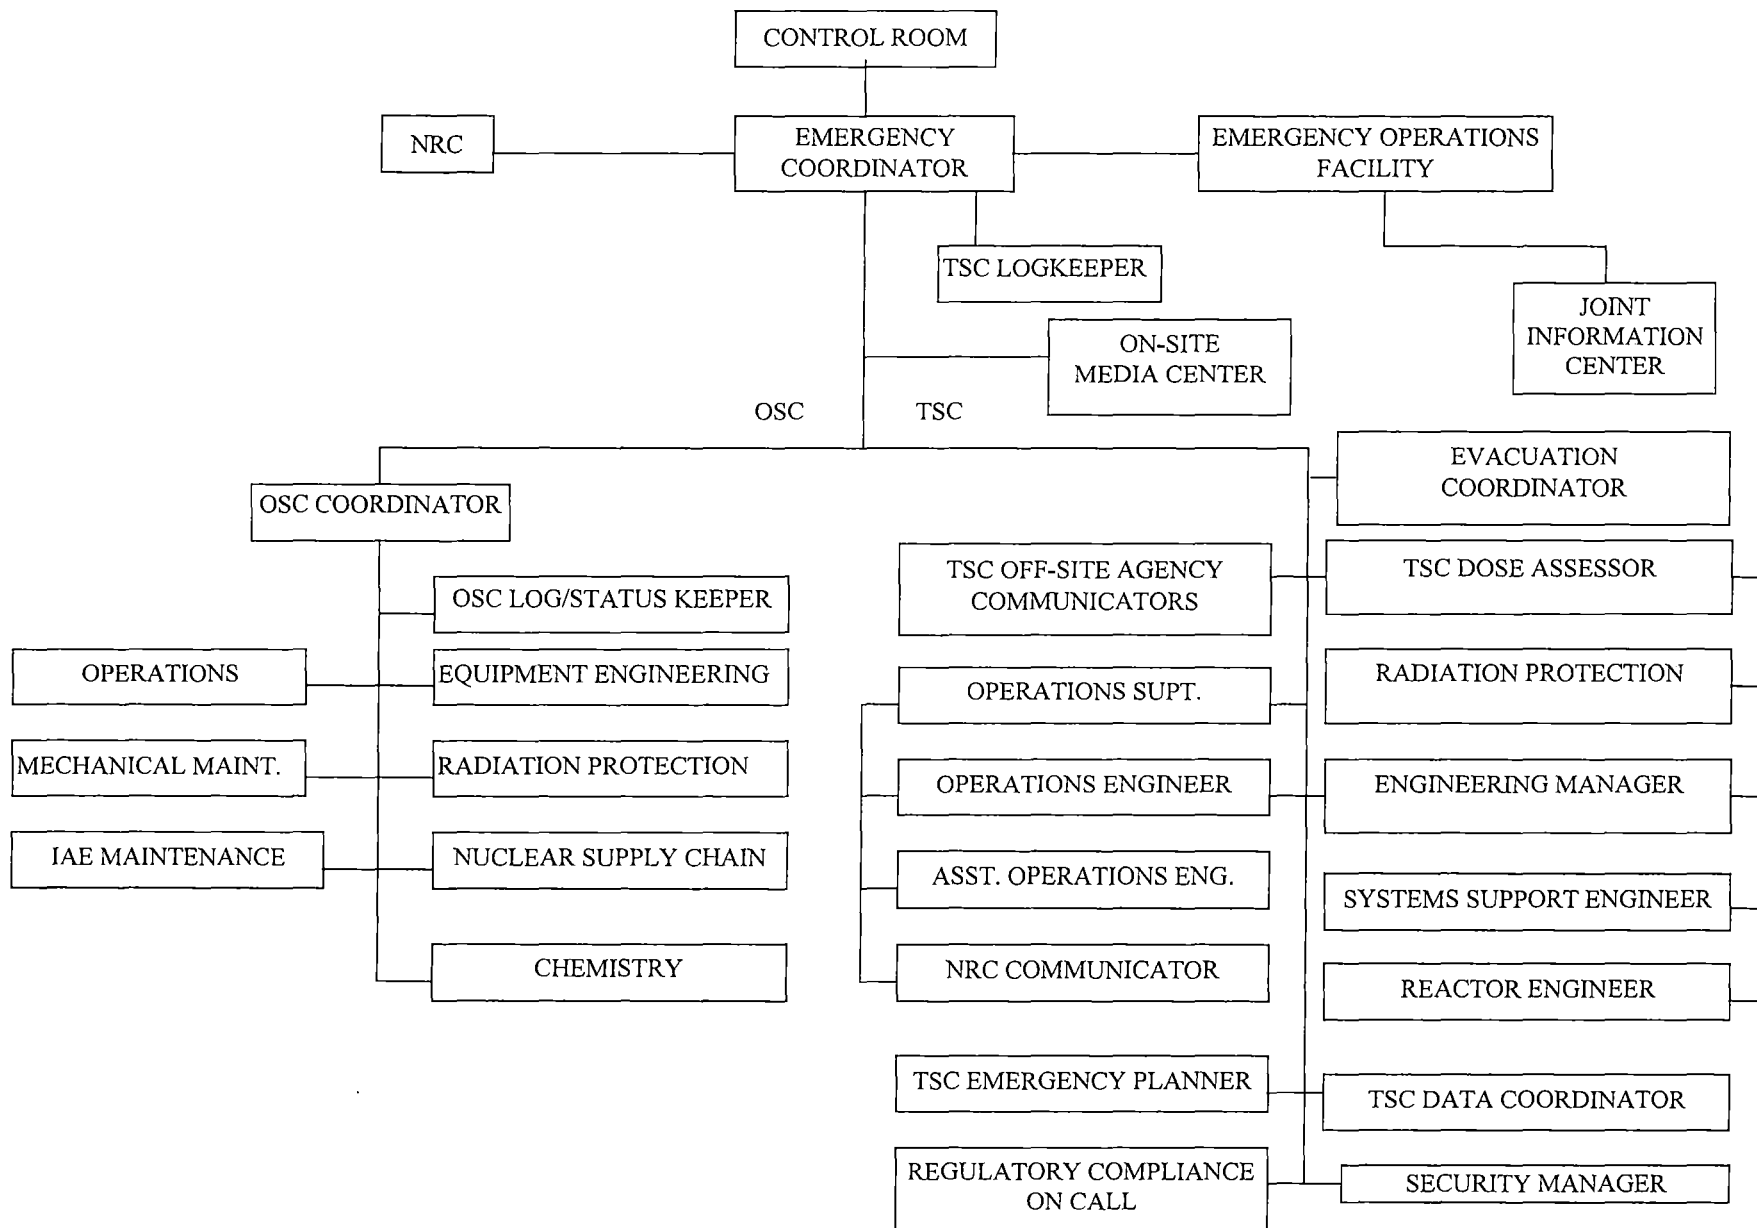 CONTROL ROOM
NRC
EMERGENCY
COORDINATOR
EMERGENCY OPERATIONS
FACILITY
TSC LOGKEEPER
JOINT
INFORMATION
CENTER
ON-SITE
MEDIA CENTER
OSC
TSC
OSC COORDINATOR
EVACUATION
COORDINATOR
OSC LOG/STATUS KEEPER
TSC OFF-SITE AGENCY
COMMUNICATORS
TSC DOSE ASSESSOR
OPERATIONS
EQUIPMENT ENGINEERING
OPERATIONS SUPT.
RADIATION PROTECTION
MECHANICAL MAINT.
RADIATION PROTECTION
OPERATIONS ENGINEER
ENGINEERING MANAGER
IAE MAINTENANCE
NUCLEAR SUPPLY CHAIN
ASST. OPERATIONS ENG.
SYSTEMS SUPPORT ENGINEER
CHEMISTRY
NRC COMMUNICATOR
REACTOR ENGINEER
TSC EMERGENCY PLANNER
TSC DATA COORDINATOR
REGULATORY COMPLIANCE
ON CALL
SECURITY MANAGER